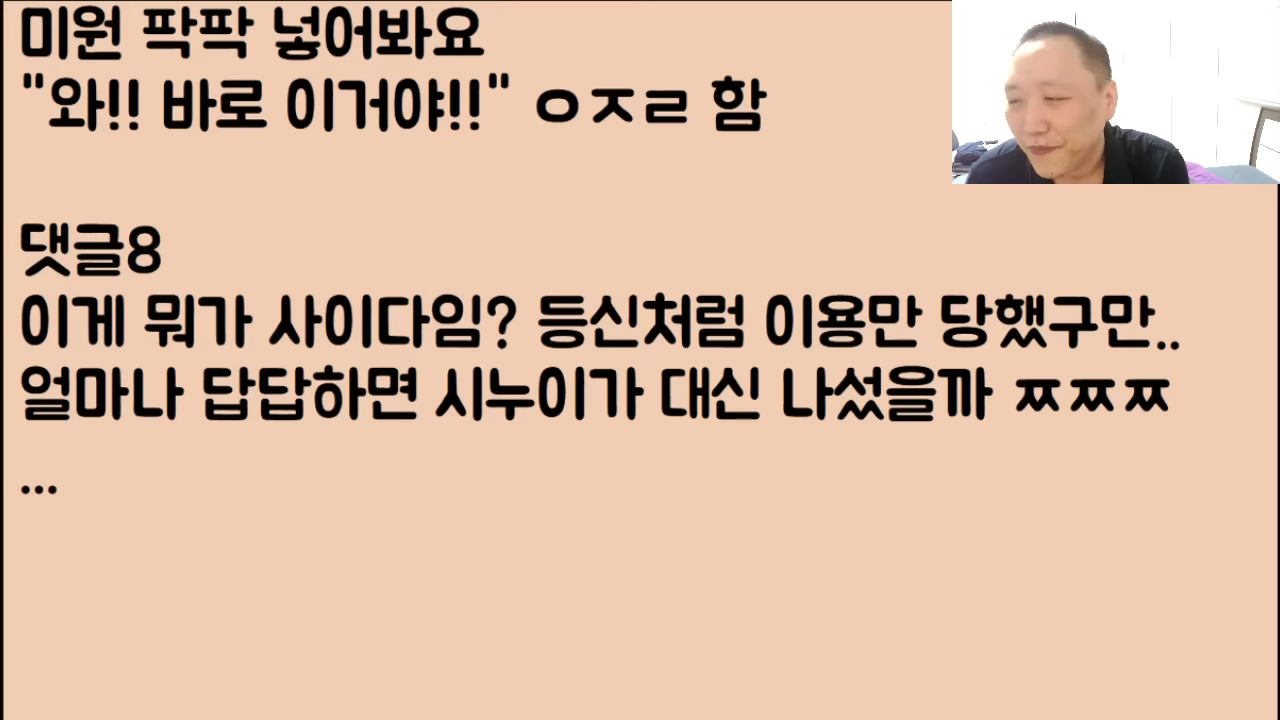 미원 팍팍 넣어봐요
"와!! 바로 이거야!!" ㅇㅈㄹ 함
댓글8
이게 뭐가 사이다임? 등신처럼 이용만 당했구만..
얼마나 답답하면 시누이가 대신 나섰을까 ㅉㅉㅉ
...